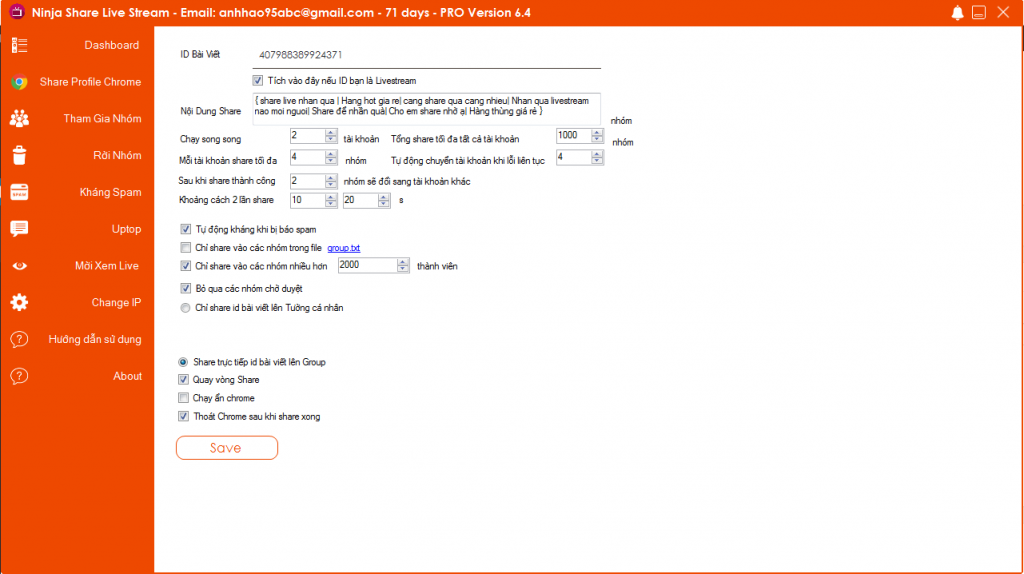 Ninja Share Live Stream - Email: anhhao95abc@gmail.com - 71 days - PRO Version 6.4
Dashboard
Share Profile Chrome
Tham Gia Nhóm
Rời Nhóm
SPAM
Kháng Spam
Uptop
Mời Xem Live
Change IP
Hướng dẫn sử dụng
About
ID Bài Viết 407988389924371
Tích vào đây nếu ID bạn là Livestream
Nội Dung Share { share live nhan qua | Hang hot gia re| cang share qua cang nhieu| Nhan qua livestream
nao moi nguoi| Share để nhận quà| Cho em share nhờ ạ| Hàng thùng giá rẻ }
nhóm
Chạy song song 2 tài khoản Tổng share tối đa tất cả tài khoản 1000 nhóm
Mỗi tài khoản share tối đa 4 nhóm Tự động chuyển tài khoản khi lỗi liên tục 4
Sau khi share thành công 2 nhóm sẽ đổi sang tài khoản khác
Khoảng cách 2 lần share 10 20 s
Tự động kháng khi bị báo spam
Chỉ share vào các nhóm trong file group.txt
Chỉ share vào các nhóm nhiều hơn 2000 thành viên
Bỏ qua các nhóm chờ duyệt
Chỉ share id bài viết lên Tường cá nhân
Share trực tiếp id bài viết lên Group
Quay vòng Share
Chạy ẩn chrome
Thoát Chrome sau khi share xong
Save